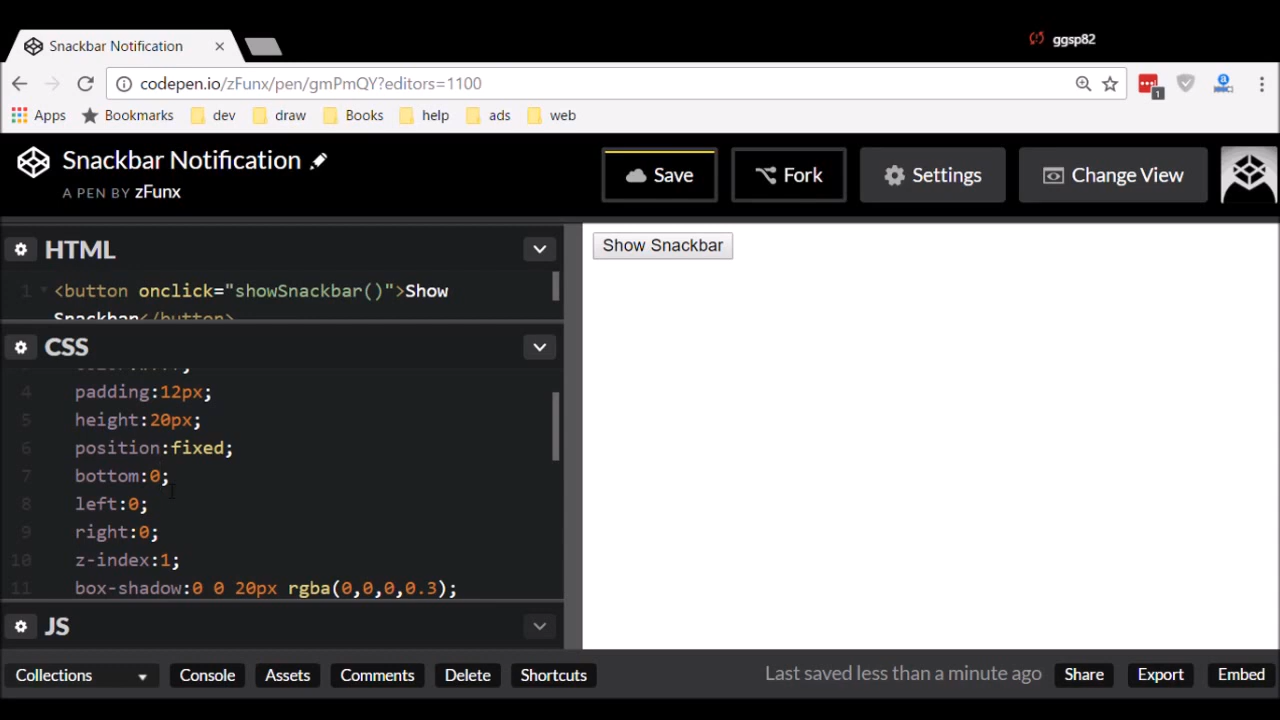 ggsp82
Snackbar Notification ×
codepen.io/zFunx/pen/gmPmQY?editors=1100
1
Apps Bookmarks dev draw Books help ads web
Snackbar Notification
A PEN BY zFunx
Save Fork Settings Change View
HTML
1 <button onclick="showSnackbar()">Show
Snackbar</button>
Show Snackbar
CSS
4 padding:12px;
5 height:20px;
6 position:fixed;
7 bottom:0;
8 left:0;
9 right:0;
10 z-index:1;
11 box-shadow:0 0 20px rgba(0,0,0,0.3);
JS
Collections Console Assets Comments Delete Shortcuts Last saved less than a minute ago Share Export Embed